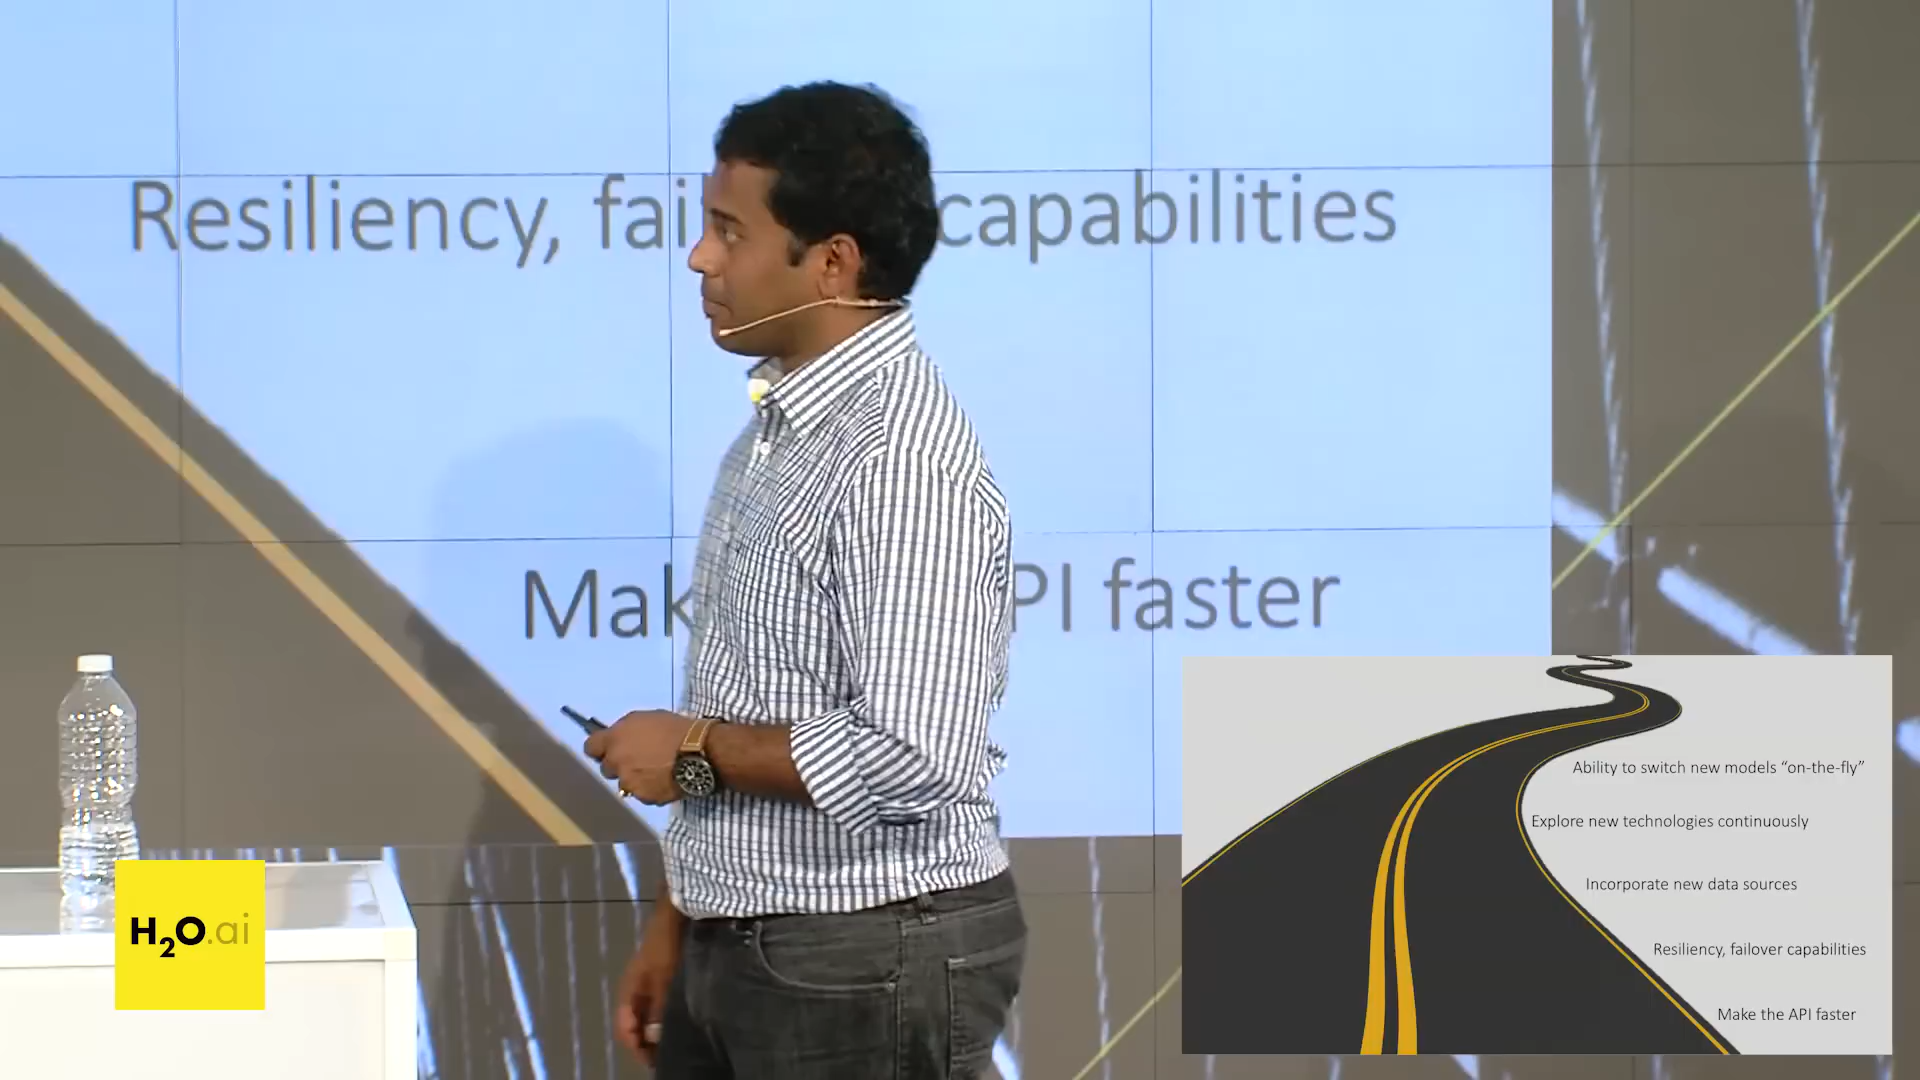 Resiliency, fai capabilities
Mak PI faster
Ability to switch new models “on-the-fly”
Explore new technologies continuously
Incorporate new data sources
Resiliency, failover capabilities
Make the API faster
H2O.ai